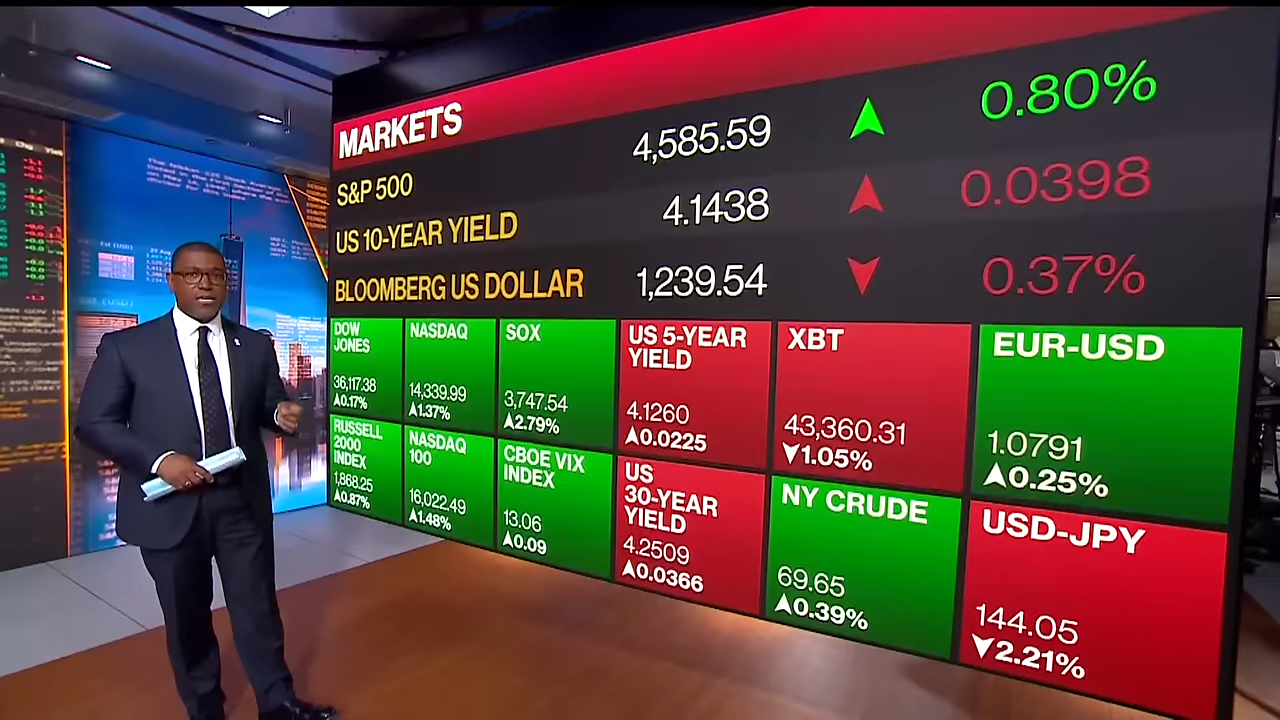 MARKETS
S&P 500 4,585.59 ▲ 0.80%
US 10-YEAR YIELD 4.1438 ▲ 0.0398
BLOOMBERG US DOLLAR 1,239.54 ▼ 0.37%
DOW
JONES
36,117.38
▲0.17%
NASDAQ
14,339.99
▲1.37%
SOX
3,747.54
▲2.79%
US 5-YEAR
YIELD
4.1260
▲0.0225
XBT
43,360.31
▼1.05%
EUR-USD
1.0791
▲0.25%
RUSSELL
2000
INDEX
1,868.25
▲0.87%
NASDAQ
100
16,022.49
▲1.48%
CBOE VIX
INDEX
13.06
▲0.09
US
30-YEAR
YIELD
4.2509
▲0.0366
NY CRUDE
69.65
▲0.39%
USD-JPY
144.05
▼2.21%